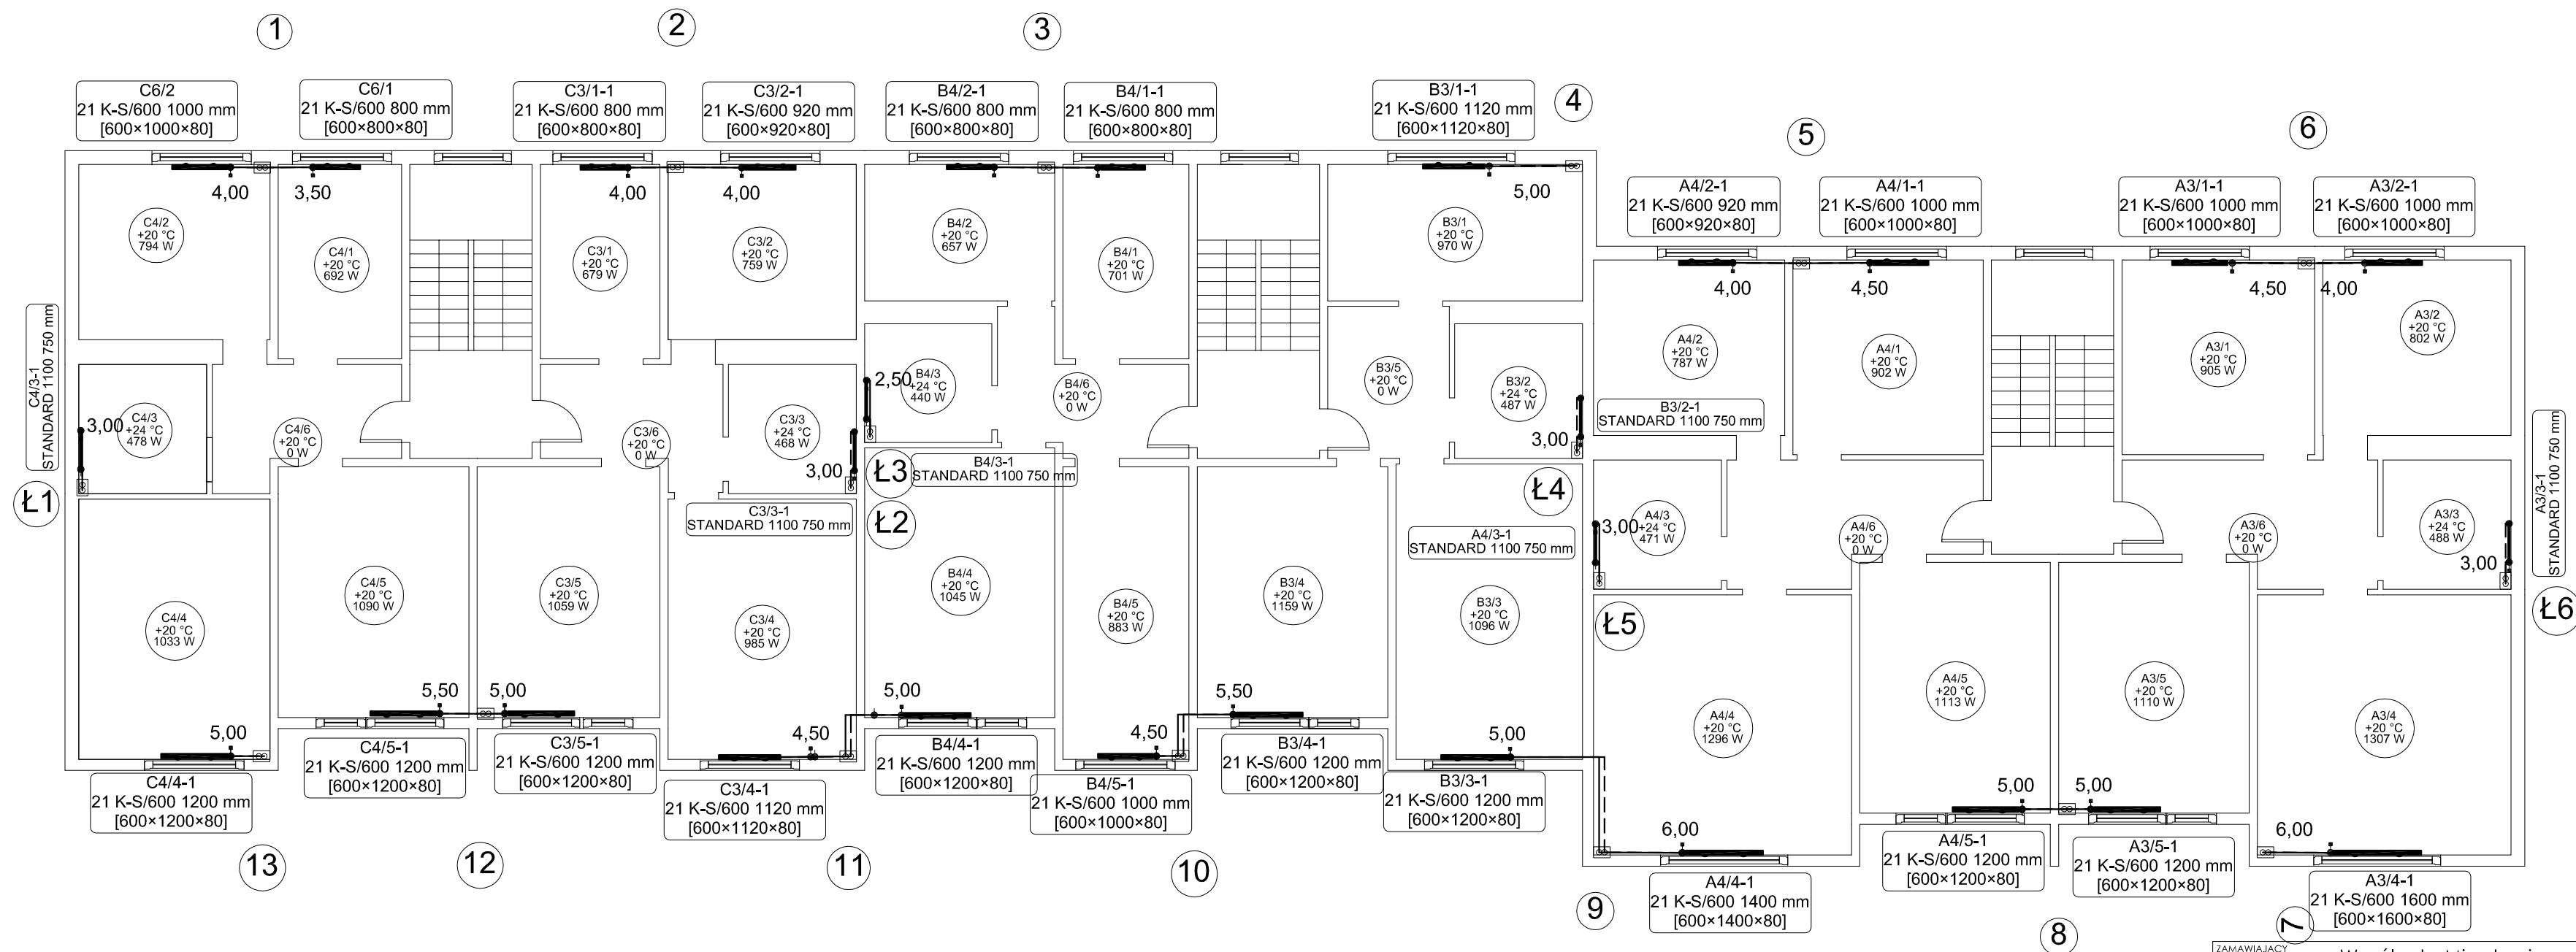 1
2
3
C6/2
21 K-S/600 1000 mm
[600×1000×80]
C6/1
21 K-S/600 800 mm
[600×800×80]
C3/1-1
21 K-S/600 800 mm
[600×800×80]
C3/2-1
21 K-S/600 920 mm
[600×920×80]
B4/2-1
21 K-S/600 800 mm
[600×800×80]
B4/1-1
21 K-S/600 800 mm
[600×800×80]
B3/1-1
21 K-S/600 1120 mm
[600×1120×80]
4
5
6
A4/2-1
21 K-S/600 920 mm
[600×920×80]
A4/1-1
21 K-S/600 1000 mm
[600×1000×80]
A3/1-1
21 K-S/600 1000 mm
[600×1000×80]
A3/2-1
21 K-S/600 1000 mm
[600×1000×80]
4,00
3,50
4,00
4,00
5,00
C4/2
+20 °C
794 W
C4/1
+20 °C
692 W
C3/1
+20 °C
679 W
C3/2
+20 °C
759 W
B4/2
+20 °C
657 W
B4/1
+20 °C
701 W
B3/1
+20 °C
970 W
4,00
4,50
4,50
4,00
A4/2
+20 °C
787 W
A4/1
+20 °C
902 W
A3/1
+20 °C
905 W
A3/2
+20 °C
802 W
C4/3-1
STANDARD 1100 750 mm
3,00
C4/3
+24 °C
478 W
C4/6
+20 °C
0 W
C3/6
+20 °C
0 W
C3/3
+24 °C
468 W
3,00
2,50
B4/3
+24 °C
440 W
B4/6
+20 °C
0 W
B3/5
+20 °C
0 W
B3/2
+24 °C
487 W
3,00
B3/2-1
STANDARD 1100 750 mm
Ł1
Ł3
B4/3-1
STANDARD 1100 750 mm
Ł2
C3/3-1
STANDARD 1100 750 mm
Ł4
A4/3-1
STANDARD 1100 750 mm
3,00
A4/3
+24 °C
471 W
A4/6
+20 °C
0 W
A3/6
+20 °C
0 W
A3/3
+24 °C
488 W
3,00
A3/3-1
STANDARD 1100 750 mm
Ł5
Ł6
C4/4
+20 °C
1033 W
C4/5
+20 °C
1090 W
C3/5
+20 °C
1059 W
C3/4
+20 °C
985 W
B4/4
+20 °C
1045 W
B4/5
+20 °C
883 W
B3/4
+20 °C
1159 W
B3/3
+20 °C
1096 W
A4/4
+20 °C
1296 W
A4/5
+20 °C
1113 W
A3/5
+20 °C
1110 W
A3/4
+20 °C
1307 W
5,00
5,50
5,00
4,50
5,00
4,50
5,50
5,00
6,00
5,00
5,00
6,00
C4/4-1
21 K-S/600 1200 mm
[600×1200×80]
C4/5-1
21 K-S/600 1200 mm
[600×1200×80]
C3/5-1
21 K-S/600 1200 mm
[600×1200×80]
C3/4-1
21 K-S/600 1120 mm
[600×1120×80]
B4/4-1
21 K-S/600 1200 mm
[600×1200×80]
B4/5-1
21 K-S/600 1000 mm
[600×1000×80]
B3/4-1
21 K-S/600 1200 mm
[600×1200×80]
B3/3-1
21 K-S/600 1200 mm
[600×1200×80]
A4/4-1
21 K-S/600 1400 mm
[600×1400×80]
A4/5-1
21 K-S/600 1200 mm
[600×1200×80]
A3/5-1
21 K-S/600 1200 mm
[600×1200×80]
A3/4-1
21 K-S/600 1600 mm
[600×1600×80]
13
12
11
10
9
8
7
ZAMAWIAJĄCY